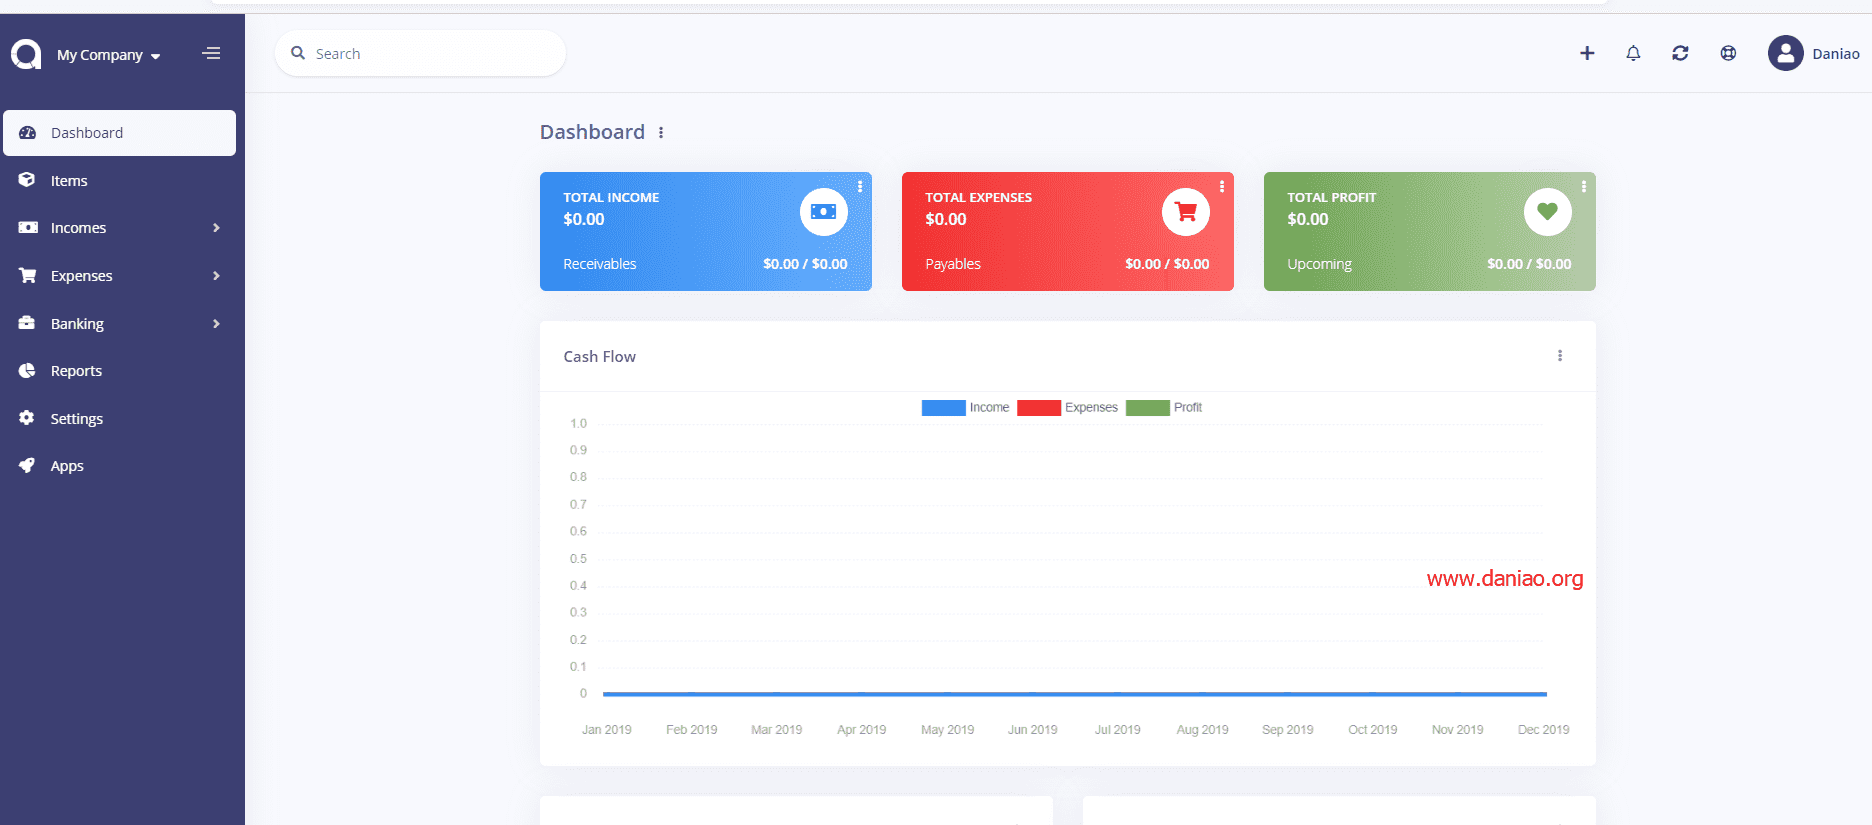 My Company
Search
Daniao
Dashboard
Items
Incomes
Expenses
Banking
Reports
Settings
Apps
Dashboard
TOTAL INCOME
$0.00
Receivables $0.00 / $0.00
TOTAL EXPENSES
$0.00
Payables $0.00 / $0.00
TOTAL PROFIT
$0.00
Upcoming $0.00 / $0.00
Cash Flow
Income Expenses Profit
1.0
0.9
0.8
0.7
0.6
0.5
0.4
0.3
0.2
0.1
0
www.daniao.org
Jan 2019 Feb 2019 Mar 2019 Apr 2019 May 2019 Jun 2019 Jul 2019 Aug 2019 Sep 2019 Oct 2019 Nov 2019 Dec 2019